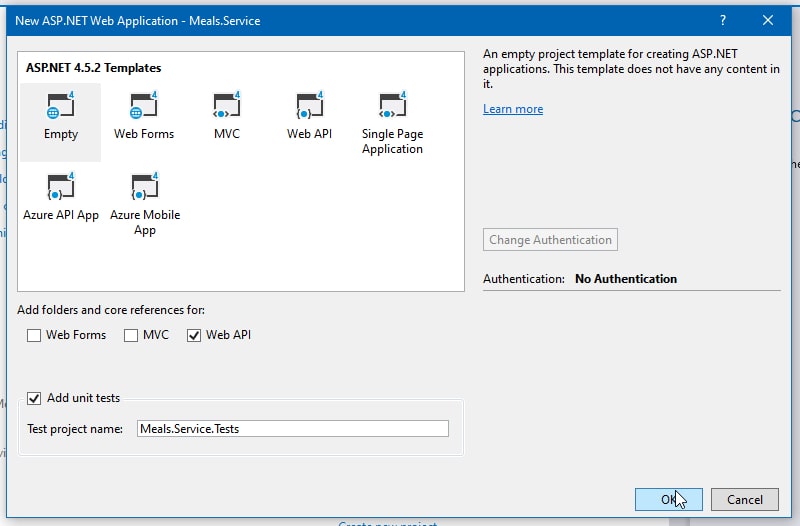 New ASP.NET Web Application - Meals.Service
ASP.NET 4.5.2 Templates
4
4
4
4
4
Empty
Web Forms
MVC
Web API
Single Page
Application
4
4
Azure API App
Azure Mobile
App
An empty project template for creating ASP.NET
applications. This template does not have any content in
it.
Learn more
Change Authentication
Authentication: No Authentication
Add folders and core references for:
Web Forms
MVC
Web API
Add unit tests
Test project name:
Meals.Service.Tests
OK
Cancel
Create new project